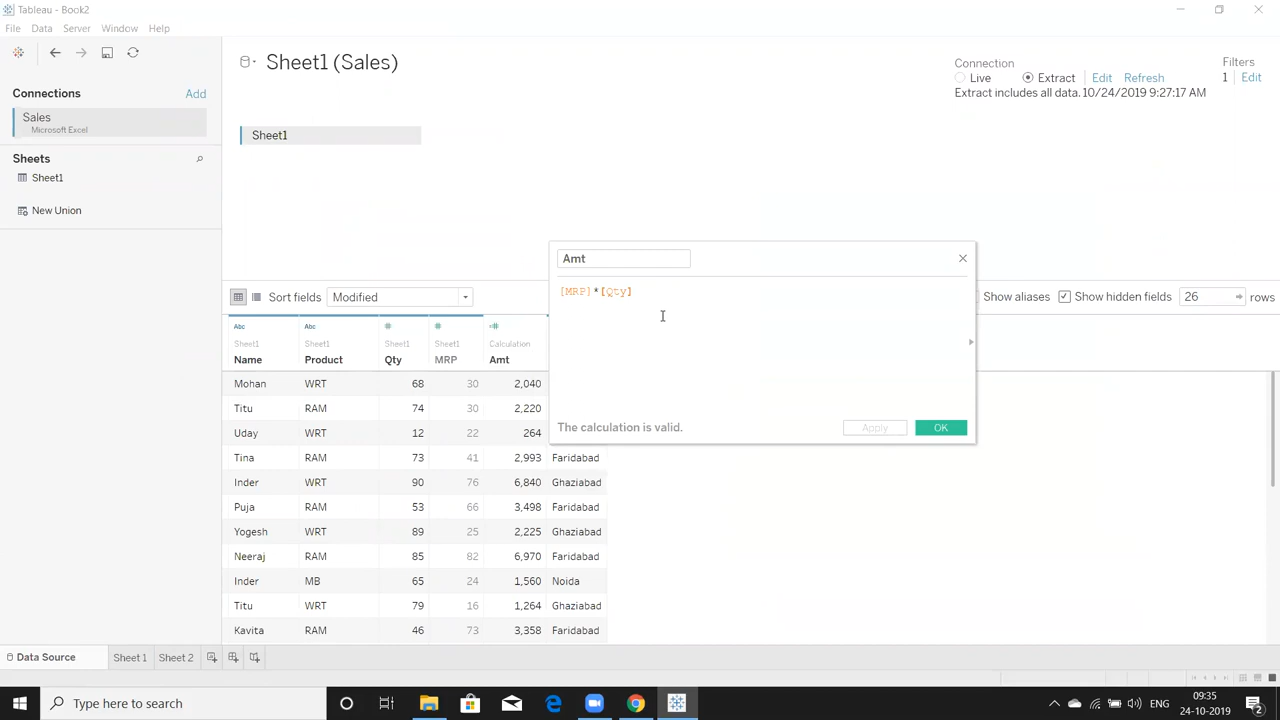 Tableau - Book2
File Data Server Window Help
Connections Add
Sales
Microsoft Excel
Sheets
Sheet1
New Union
Sheet1 (Sales)
Connection
Live Extract Edit Refresh
Extract includes all data. 10/24/2019 9:27:17 AM
Filters
1 Edit
Sheet1
Amt
[MRP]*[Qty]
The calculation is valid.
Apply OK
Sort fields Modified
Show aliases Show hidden fields 26 rows
Abc Abc # # =#
Sheet1 Sheet1 Sheet1 Sheet1 Calculation
Name Product Qty MRP Amt
Mohan WRT 68 30 2,040
Titu RAM 74 30 2,220
Uday WRT 12 22 264
Tina RAM 73 41 2,993 Faridabad
Inder WRT 90 76 6,840 Ghaziabad
Puja RAM 53 66 3,498 Faridabad
Yogesh WRT 89 25 2,225 Ghaziabad
Neeraj RAM 85 82 6,970 Faridabad
Inder MB 65 24 1,560 Noida
Titu WRT 79 16 1,264 Ghaziabad
Kavita RAM 46 73 3,358 Faridabad
Data Source Sheet 1 Sheet 2
Type here to search
ENG
09:35
24-10-2019
2